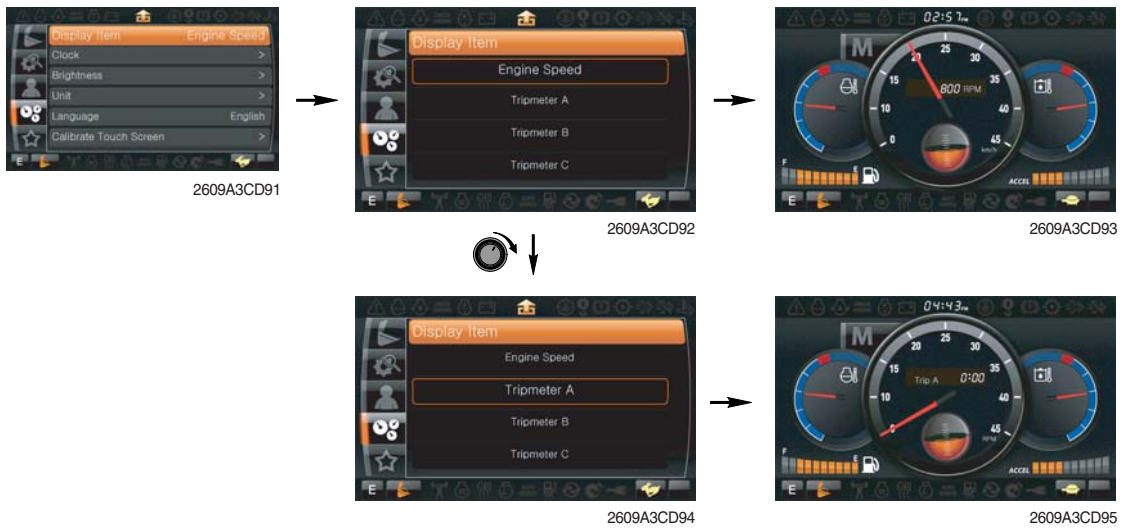 Display Item Engine Speed
Clock >
Brightness >
Unit >
Language English
Calibrate Touch Screen >
E
2609A3CD91
Display Item
Engine Speed
Tripmeter A
Tripmeter B
Tripmeter C
E
2609A3CD92
02:57
M
0
10
15
20
25
30
35
40
45
km/h
800 RPM
F E
ACCEL
E
2609A3CD93
Display Item
Engine Speed
Tripmeter A
Tripmeter B
Tripmeter C
E
2609A3CD94
04:43
M
0
10
15
20
25
30
35
40
45
RPM
Trip A 0:00
F E
ACCEL
E
2609A3CD95